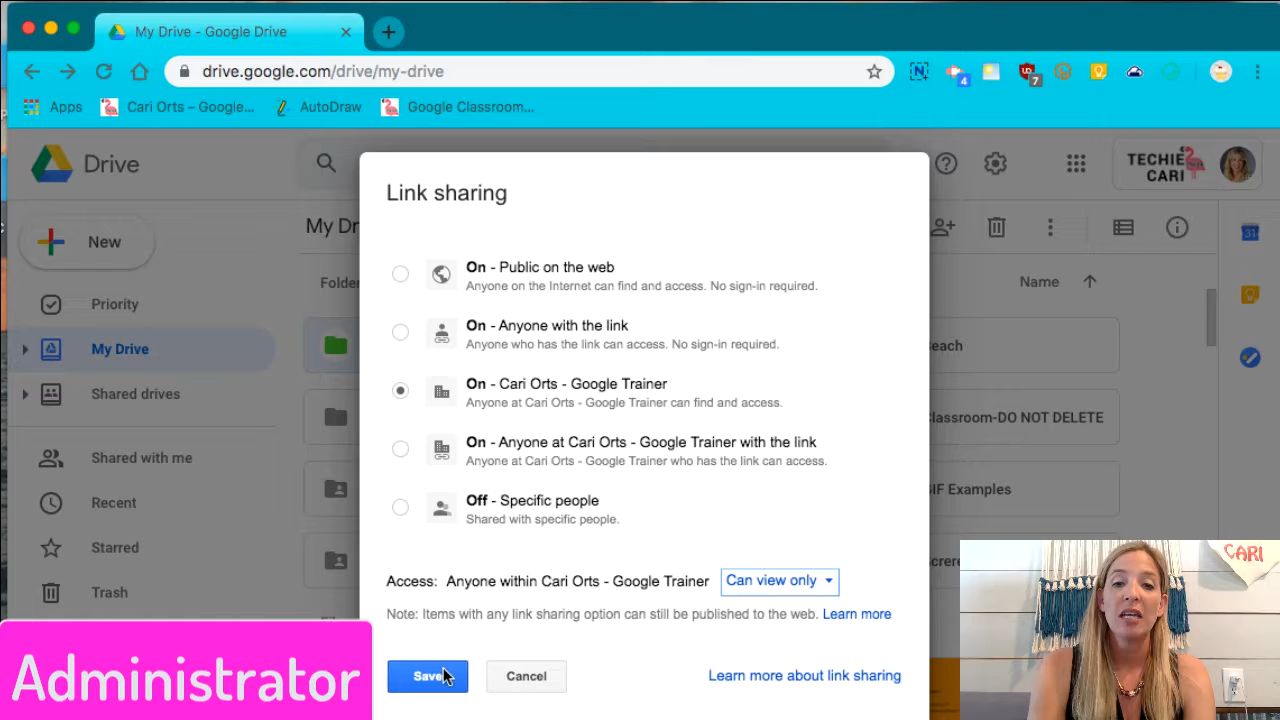 My Drive - Google Drive
drive.google.com/drive/my-drive
4
7
Apps
Cari Orts – Google...
AutoDraw
Google Classroom...
Drive
TECHIE
CARI
New
My Dr
Link sharing
31
Folder
Name
On - Public on the web
Anyone on the Internet can find and access. No sign-in required.
Priority
On - Anyone with the link
Anyone who has the link can access. No sign-in required.
My Drive
each
On - Cari Orts - Google Trainer
Anyone at Cari Orts - Google Trainer can find and access.
Shared drives
Classroom-DO NOT DELETE
On - Anyone at Cari Orts - Google Trainer with the link
Anyone at Cari Orts - Google Trainer who has the link can access.
Shared with me
GIF Examples
Off - Specific people
Shared with specific people.
Recent
Starred
Screre
CARI
Access: Anyone within Cari Orts - Google Trainer Can view only
Trash
Note: Items with any link sharing option can still be published to the web. Learn more
Save
Cancel
Learn more about link sharing
Administrator